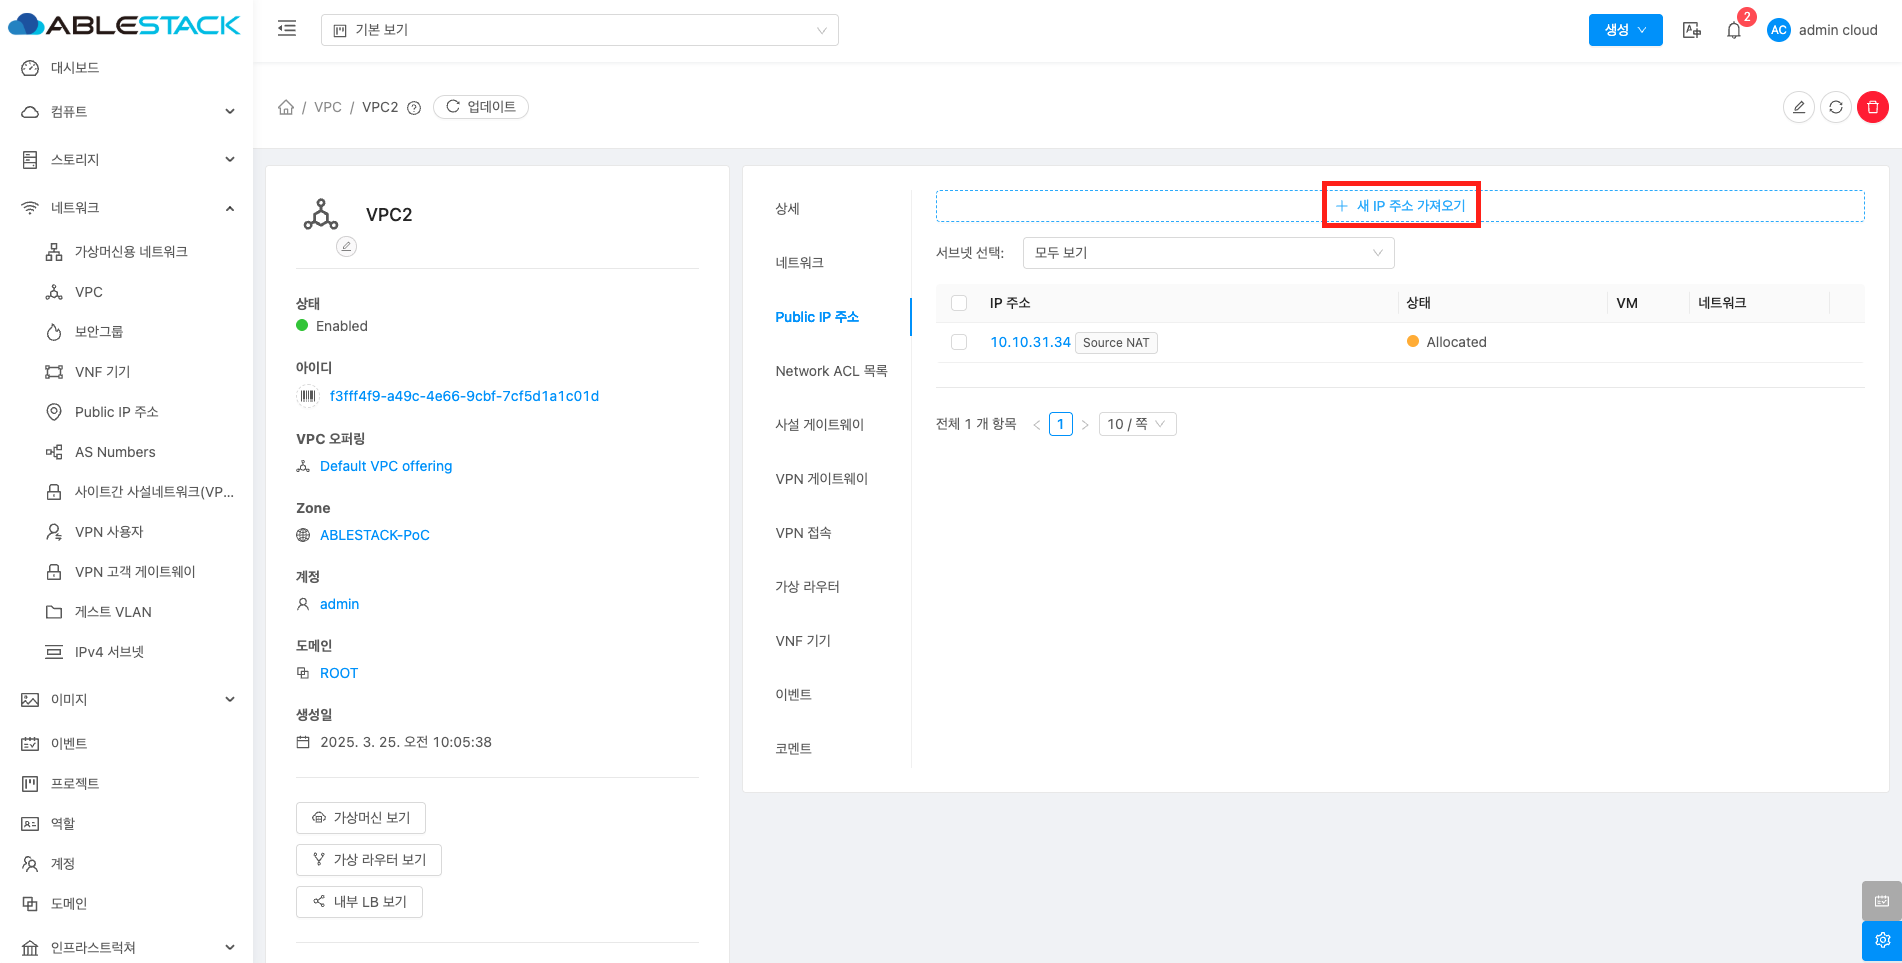 ABLESTACK
기본 보기
생성
2
AC
admin cloud
대시보드
컴퓨트
스토리지
네트워크
가상머신용 네트워크
VPC
보안그룹
VNF 기기
Public IP 주소
AS Numbers
사이트간 사설네트워크(VP...
VPN 사용자
VPN 고객 게이트웨이
게스트 VLAN
IPv4 서브넷
이미지
이벤트
프로젝트
역할
계정
도메인
인프라스트럭쳐
/ VPC / VPC2
업데이트
VPC2
상태
Enabled
아이디
f3fff4f9-a49c-4e66-9cbf-7cf5d1a1c01d
VPC 오퍼링
Default VPC offering
Zone
ABLESTACK-PoC
계정
admin
도메인
ROOT
생성일
2025. 3. 25. 오전 10:05:38
가상머신 보기
가상 라우터 보기
내부 LB 보기
상세
네트워크
Public IP 주소
Network ACL 목록
사설 게이트웨이
VPN 게이트웨이
VPN 접속
가상 라우터
VNF 기기
이벤트
코멘트
새 IP 주소 가져오기
서브넷 선택: 모두 보기
IP 주소 상태 VM 네트워크
10.10.31.34 Source NAT Allocated
전체 1 개 항목 < 1 > 10 / 쪽